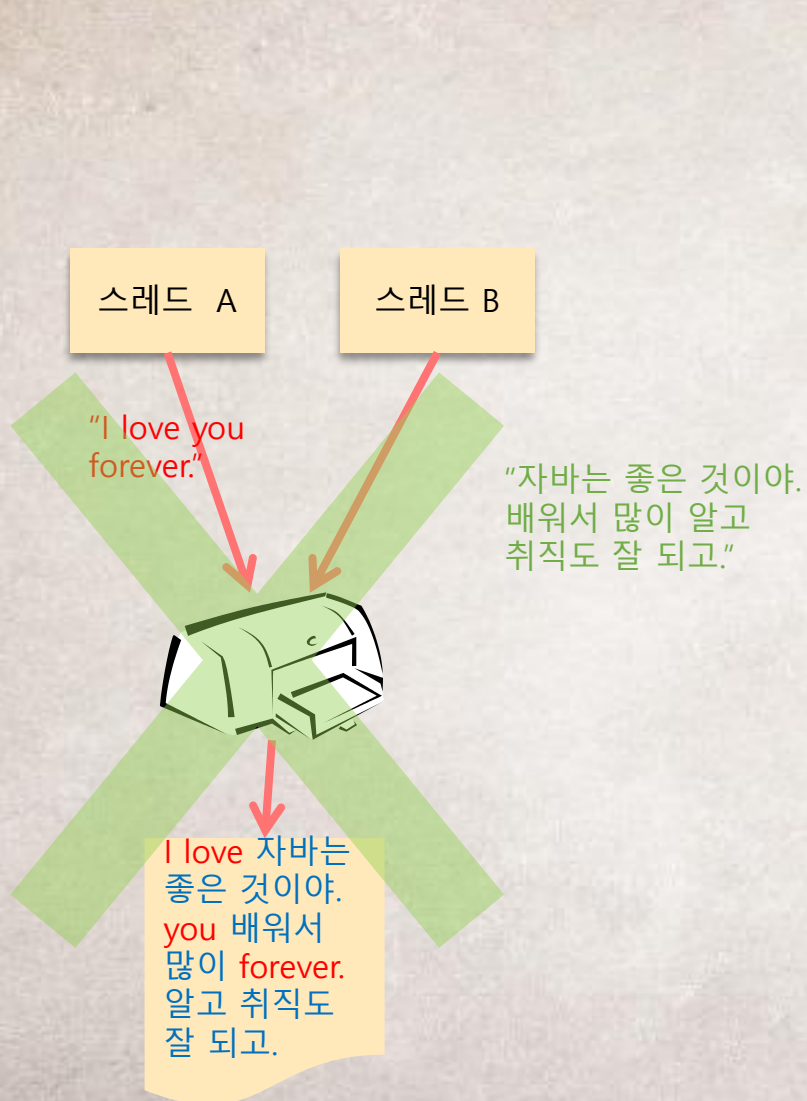 스레드 A
스레드 B
"I love you
forever."
"자바는 좋은 것이야.
배워서 많이 알고
취직도 잘 되고."
I love 자바는
좋은 것이야.
you 배워서
많이 forever.
알고 취직도
잘 되고.